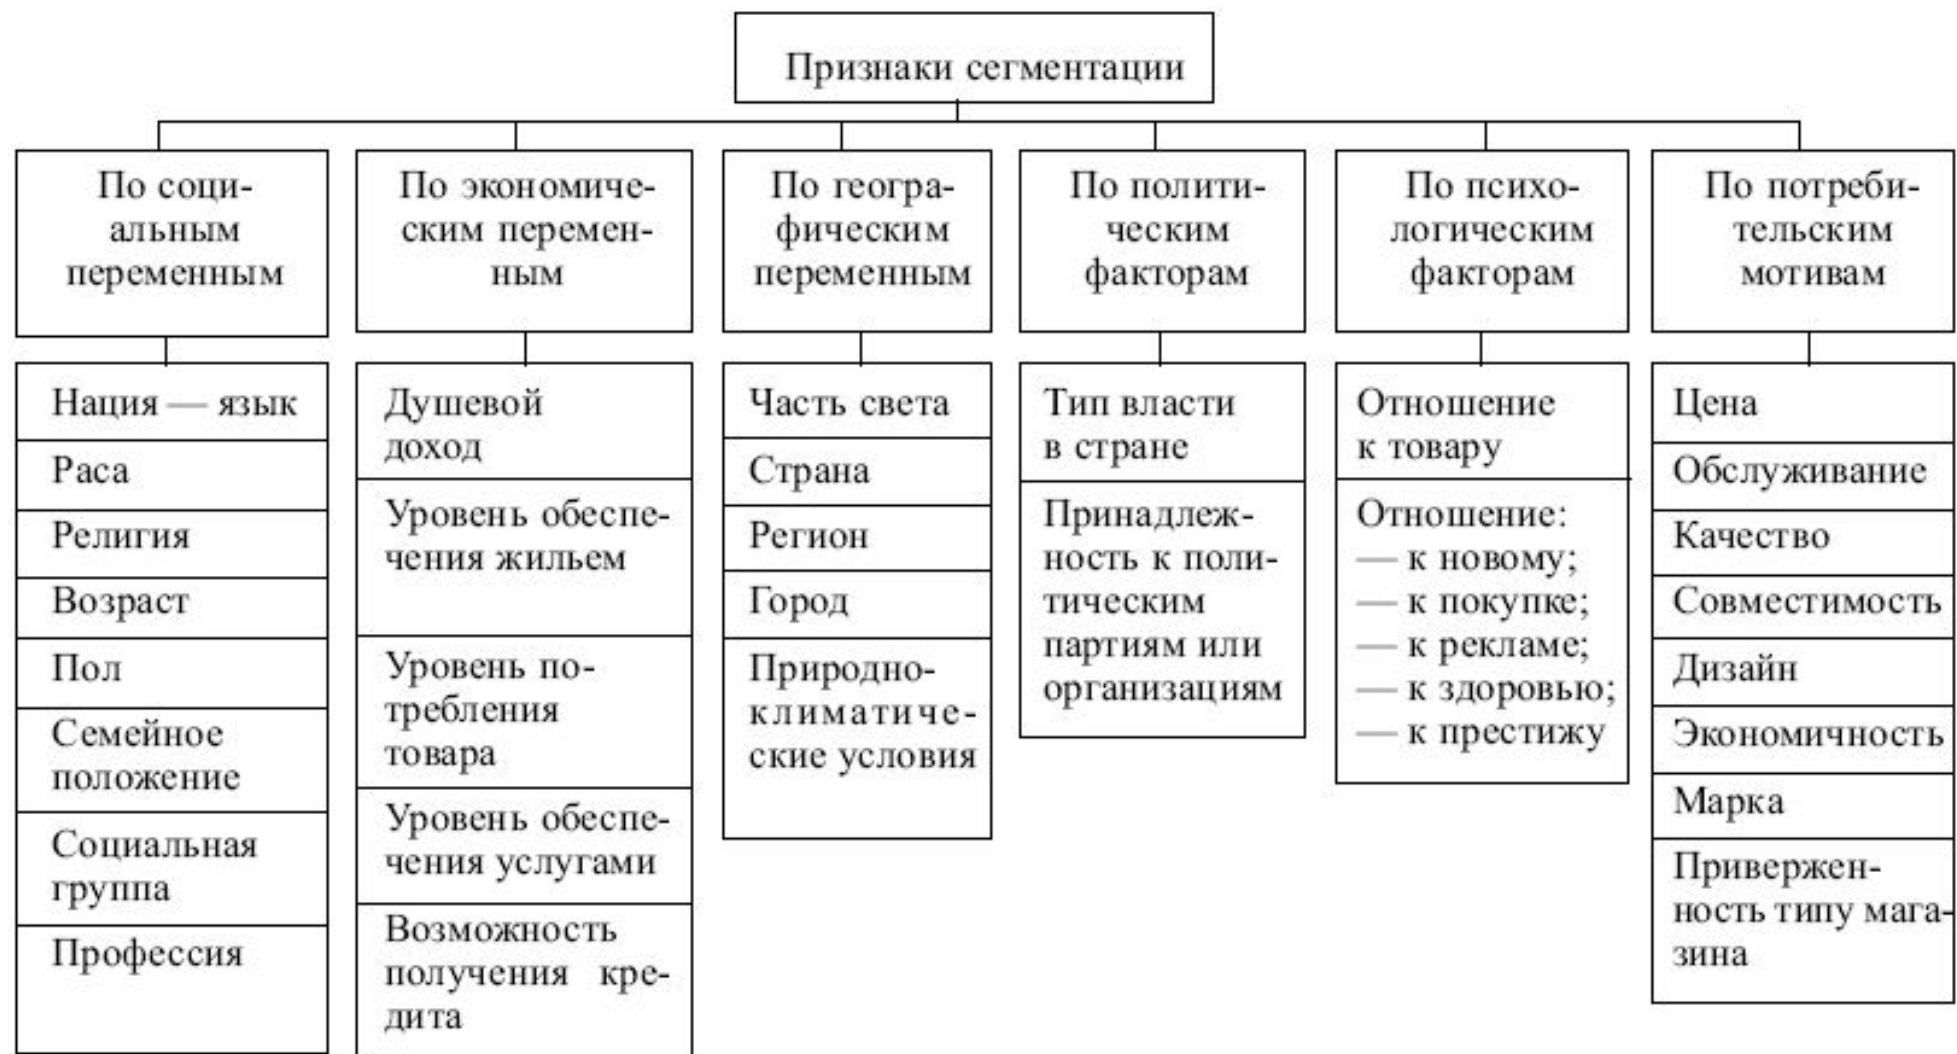 Признаки сегментации
По соци-
альным
переменным
По экономиче-
ским перемен-
ным
По геогра-
фическим
переменным
По полити-
ческим
факторам
По психо-
логическим
факторам
По потреби-
тельским
мотивам
Нация — язык
Раса
Религия
Возраст
Пол
Семейное
положение
Социальная
группа
Профессия
Душевой
доход
Уровень обеспе-
чения жильем
Уровень по-
требления
товара
Уровень обеспе-
чения услугами
Возможность
получения кре-
дита
Часть света
Страна
Регион
Город
Природно-
климатиче-
ские условия
Тип власти
в стране
Принадлеж-
ность к поли-
тическим
партиям или
организациям
Отношение
к товару
Отношение:
— к новому;
— к покупке;
— к рекламе;
— к здоровью;
— к престижу
Цена
Обслуживание
Качество
Совместимость
Дизайн
Экономичность
Марка
Привержен-
ность типу мага-
зина